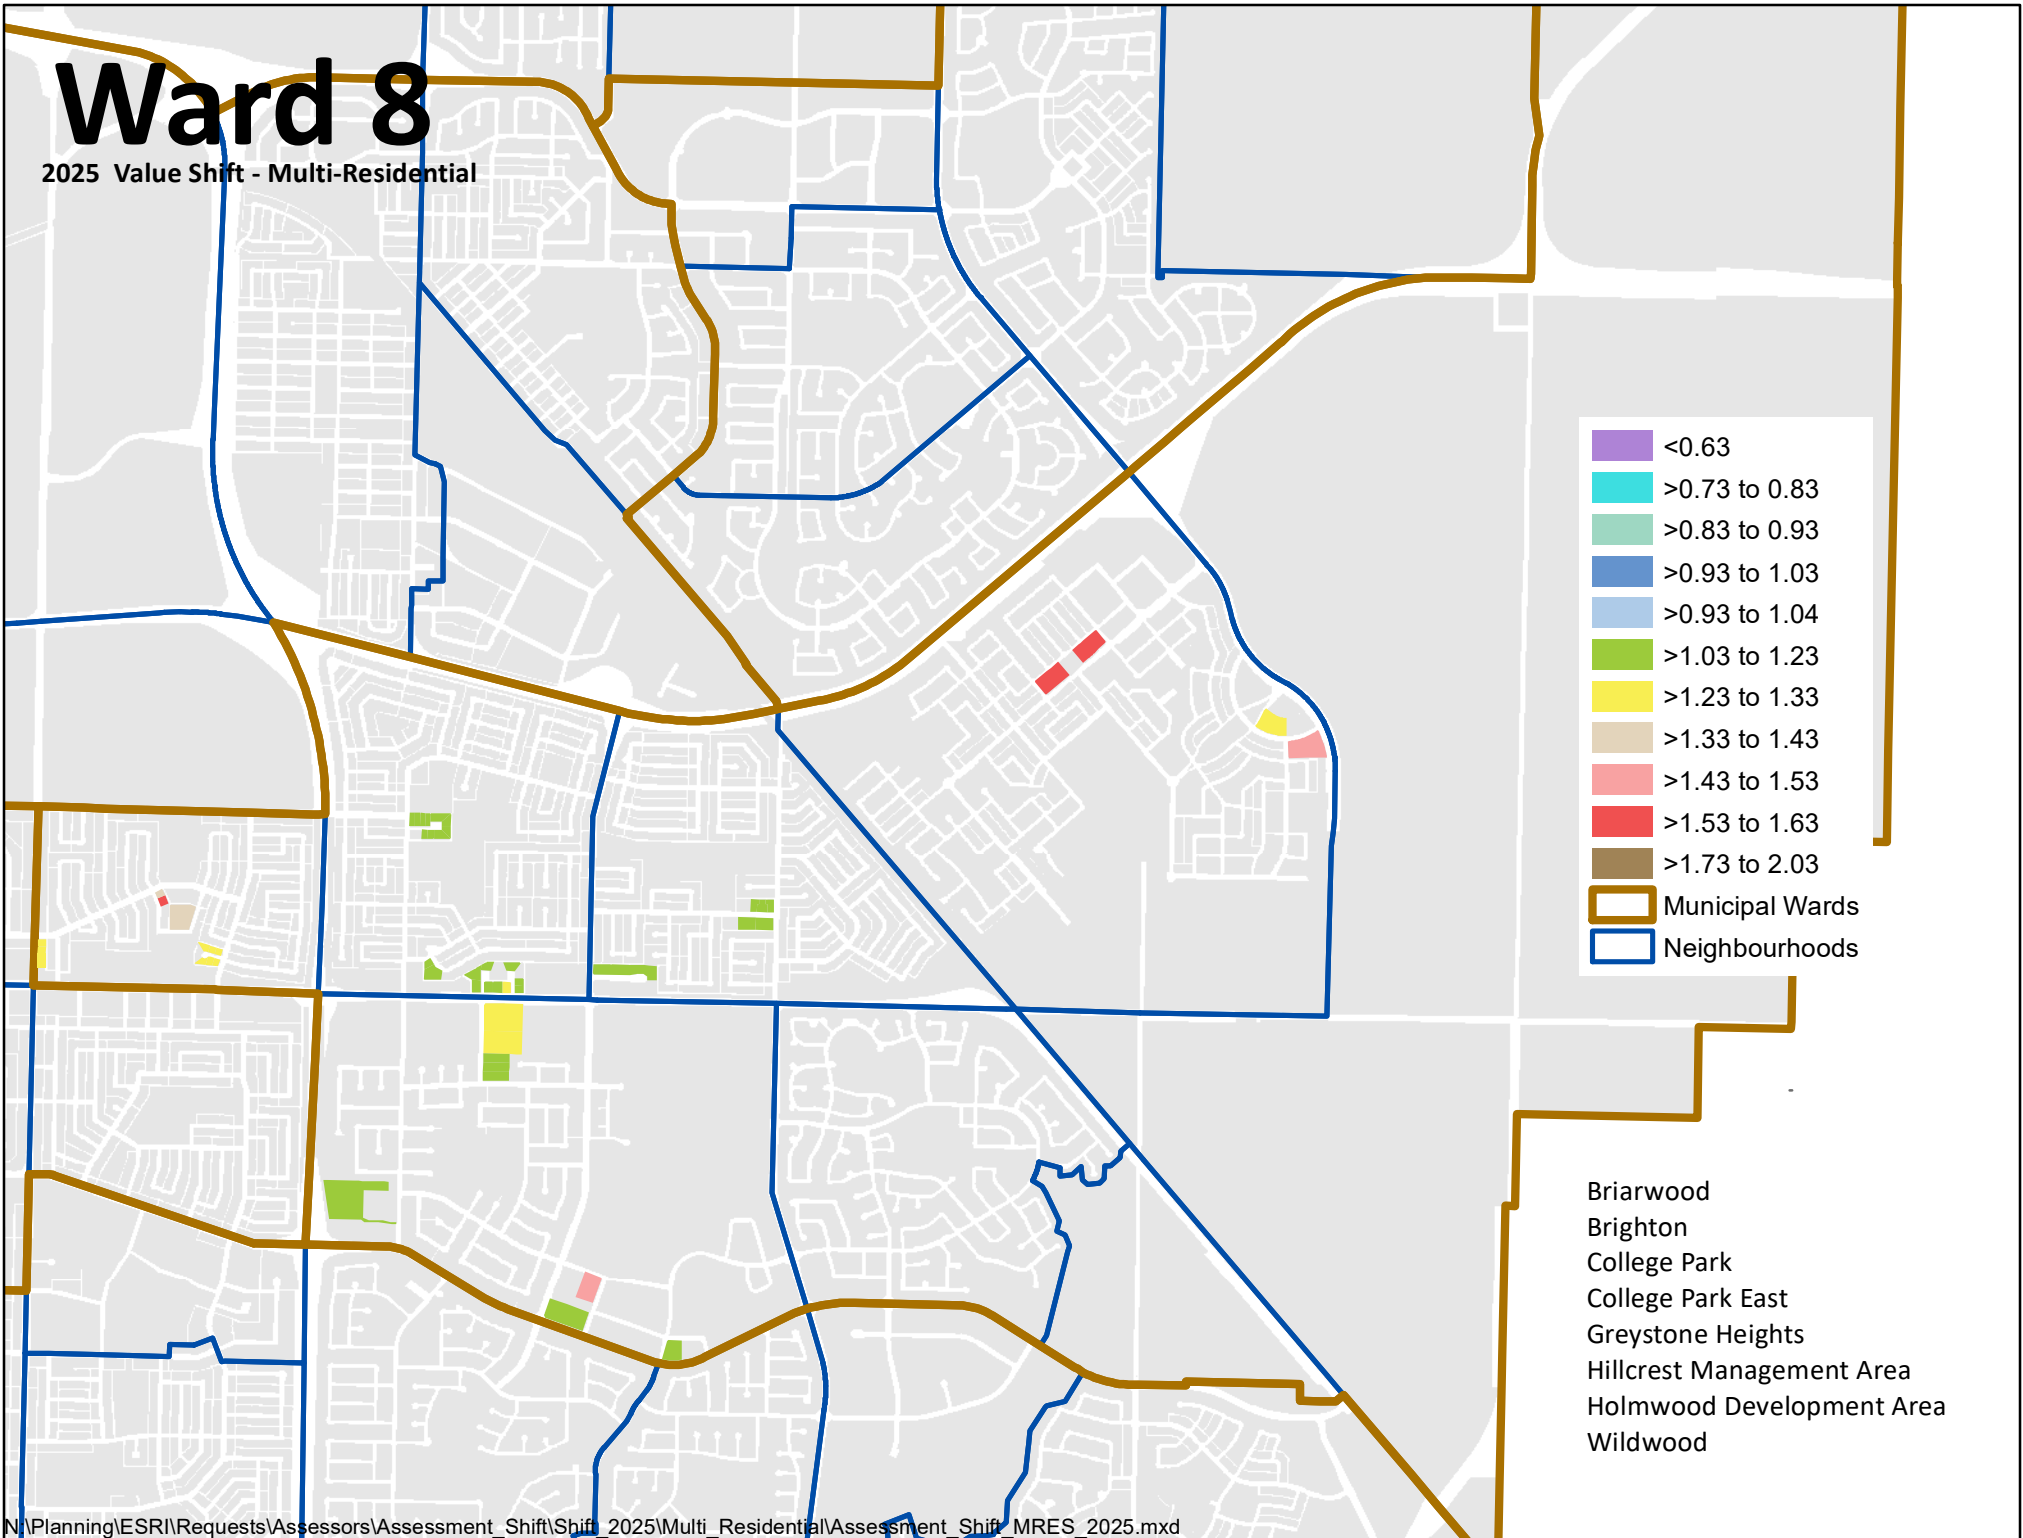 Ward 8
2025 Value Shift - Multi-Residential
<0.63
>0.73 to 0.83
>0.83 to 0.93
>0.93 to 1.03
>0.93 to 1.04
>1.03 to 1.23
>1.23 to 1.33
>1.33 to 1.43
>1.43 to 1.53
>1.53 to 1.63
>1.73 to 2.03
Municipal Wards
Neighbourhoods
-
Briarwood
Brighton
College Park
College Park East
Greystone Heights
Hillcrest Management Area
Holmwood Development Area
Wildwood
N:\Planning\ESRI\Requests\Assessors\Assessment_Shift\Shift_2025\Multi_Residential\Assessment_Shift_MRES_2025.mxd